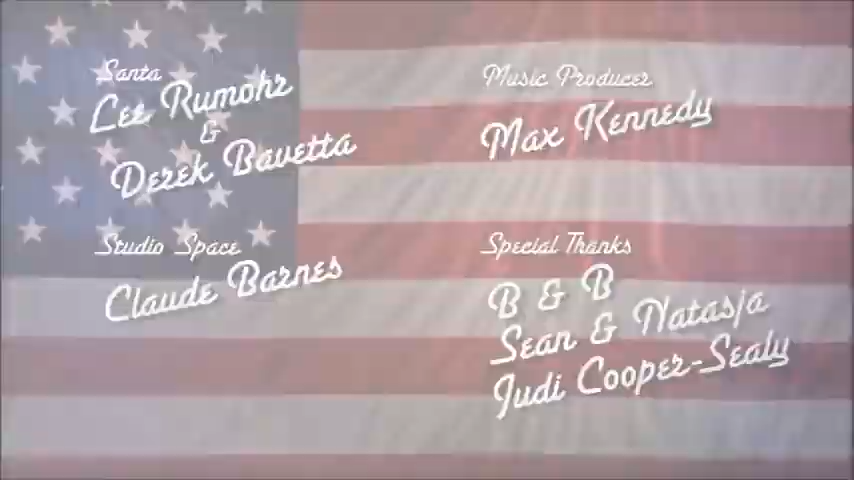 Santa
Lee Rumohr
&
Derek Bavetta
Studio Space
Claude Barnes
Music Producer
Max Kennedy
Special Thanks
B & B
Sean & Natasja
Judi Cooper-Sealy